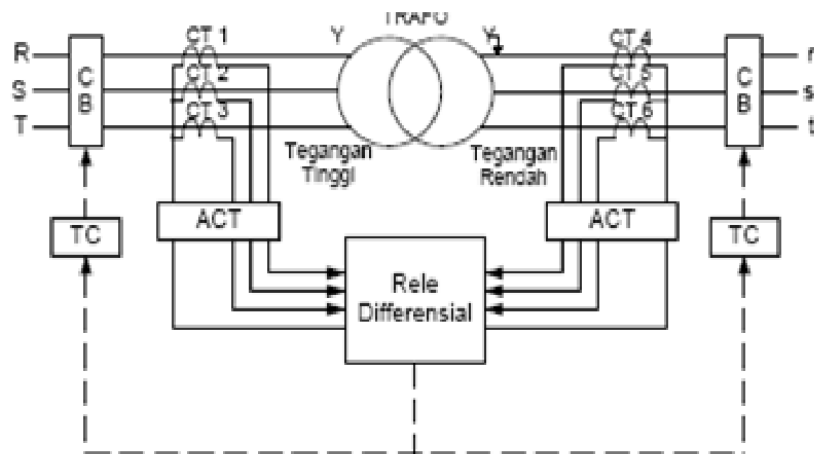 TRAFO
R
S
T
CB
CT 1
CT 2
CT 3
Y
Y
CT 4
CT 5
CT 6
CB
r
s
t
Tegangan
Tinggi
Tegangan
Rendah
TC
ACT
ACT
TC
Rele
Differensial